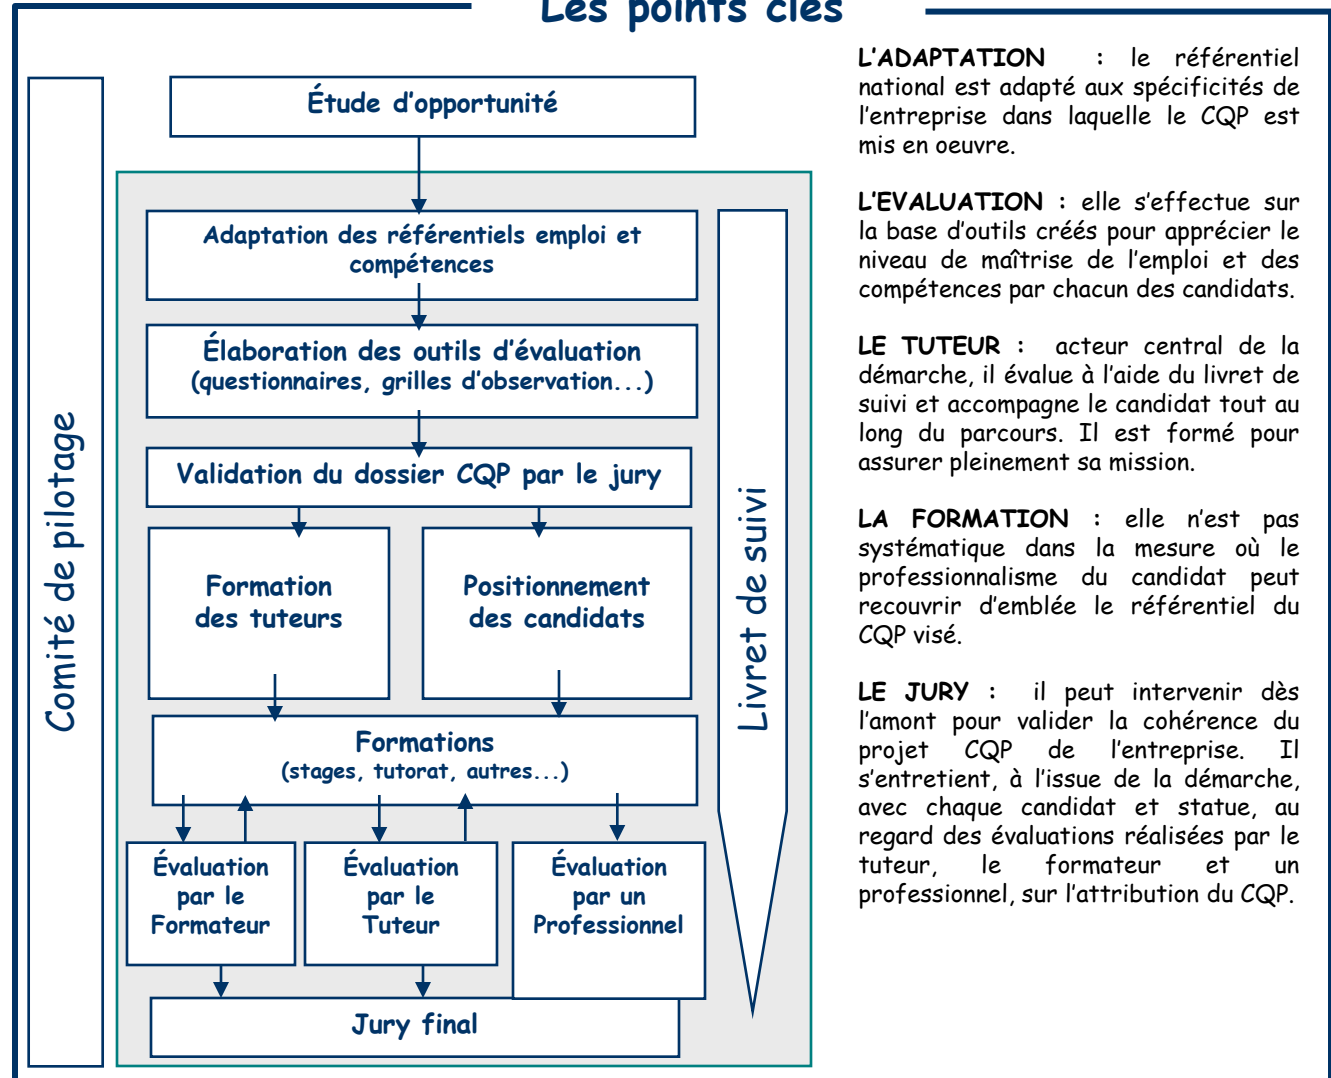 Les points clés
Comité de pilotage
Étude d'opportunité
Adaptation des référentiels emploi et
compétences
Élaboration des outils d'évaluation
(questionnaires, grilles d'observation...)
Validation du dossier CQP par le jury
Formation
des tuteurs
Positionnement
des candidats
Formations
(stages, tutorat, autres...)
Évaluation
par le
Formateur
Évaluation
par le
Tuteur
Évaluation
par un
Professionnel
Jury final
Livret de suivi
L'ADAPTATION : le référentiel
national est adapté aux spécificités de
l'entreprise dans laquelle le CQP est
mis en oeuvre.
L'EVALUATION : elle s'effectue sur
la base d'outils créés pour apprécier le
niveau de maîtrise de l'emploi et des
compétences par chacun des candidats.
LE TUTEUR : acteur central de la
démarche, il évalue à l'aide du livret de
suivi et accompagne le candidat tout au
long du parcours. Il est formé pour
assurer pleinement sa mission.
LA FORMATION : elle n'est pas
systématique dans la mesure où le
professionnalisme du candidat peut
recouvrir d'emblée le référentiel du
CQP visé.
LE JURY : il peut intervenir dès
l'amont pour valider la cohérence du
projet CQP de l'entreprise. Il
s'entretient, à l'issue de la démarche,
avec chaque candidat et statue, au
regard des évaluations réalisées par le
tuteur, le formateur et un
professionnel, sur l'attribution du CQP.